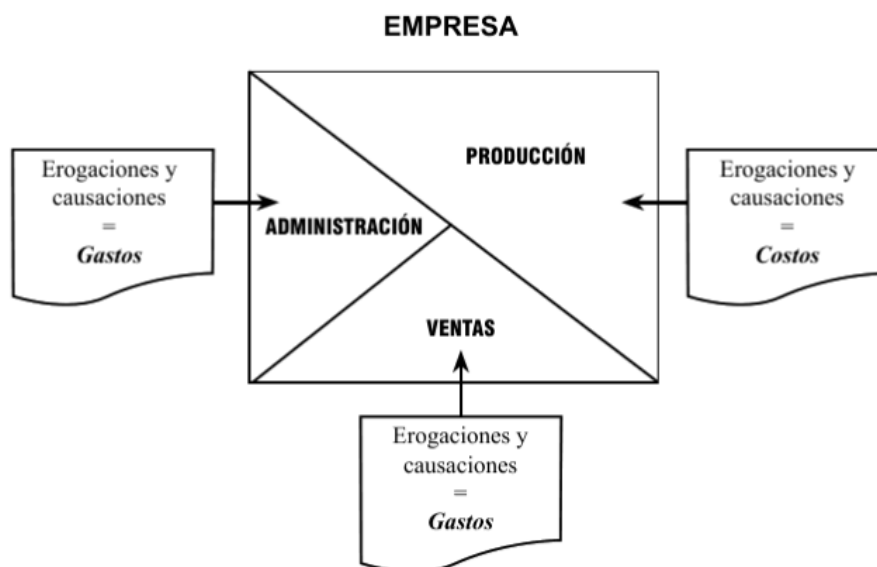 EMPRESA
PRODUCCIÓN
Erogaciones y
causaciones
=
Gastos
ADMINISTRACIÓN
Erogaciones y
causaciones
=
Costos
VENTAS
Erogaciones y
causaciones
=
Gastos